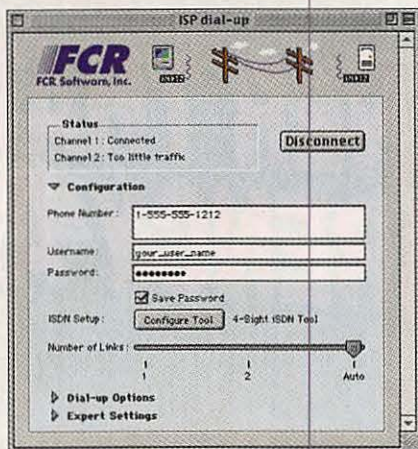 ISP dial-up
FCR
FCR Software, Inc.
Status
Channel 1 : Connected
Channel 2 : Too little traffic
Disconnect
Configuration
Phone Number :
1-555-555-1212
Username :
your_user_name
Password :
••••••••
Save Password
ISDN Setup :
Configure Tool
4-Sight ISDN Tool
Number of Links :
1
2
Auto
Dial-up Options
Expert Settings